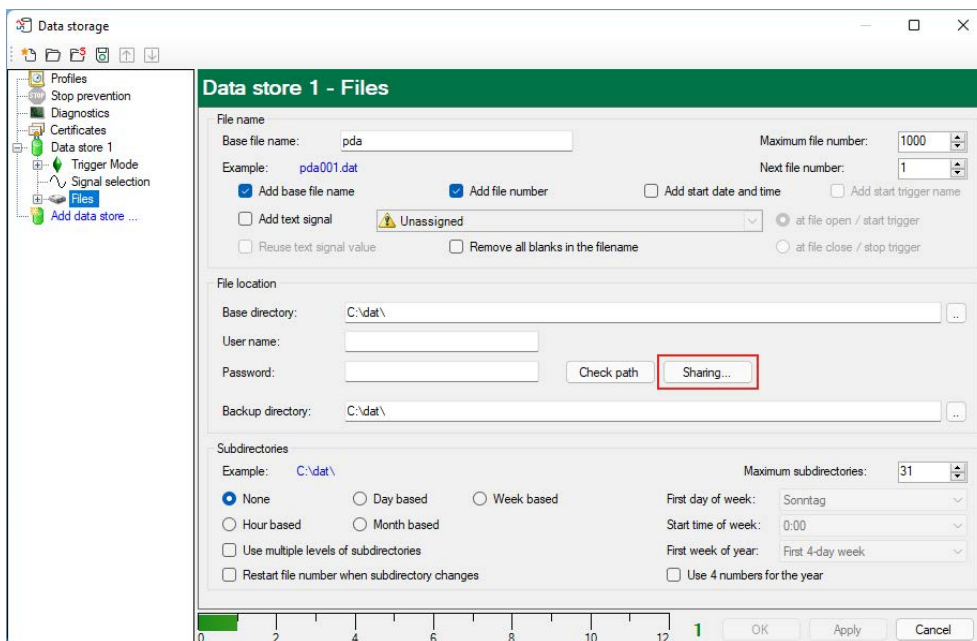 Data storage
Profiles
Stop prevention
Diagnostics
Certificates
Data store 1
Trigger Mode
Signal selection
Files
Add data store ...
Data store 1 - Files
File name
Base file name: pda Maximum file number: 1000
Example: pda001.dat Next file number: 1
Add base file name Add file number Add start date and time Add start trigger name
Add text signal Unassigned at file open / start trigger
Reuse text signal value Remove all blanks in the filename at file close / stop trigger
File location
Base directory: C:\dat\ ..
User name:
Password: Check path Sharing...
Backup directory: C:\dat\ ..
Subdirectories
Example: C:\dat\ Maximum subdirectories: 31
None Day based Week based First day of week: Sonntag
Hour based Month based Start time of week: 0:00
Use multiple levels of subdirectories First week of year: First 4-day week
Restart file number when subdirectory changes Use 4 numbers for the year
0 2 4 6 8 10 12 1 OK Apply Cancel